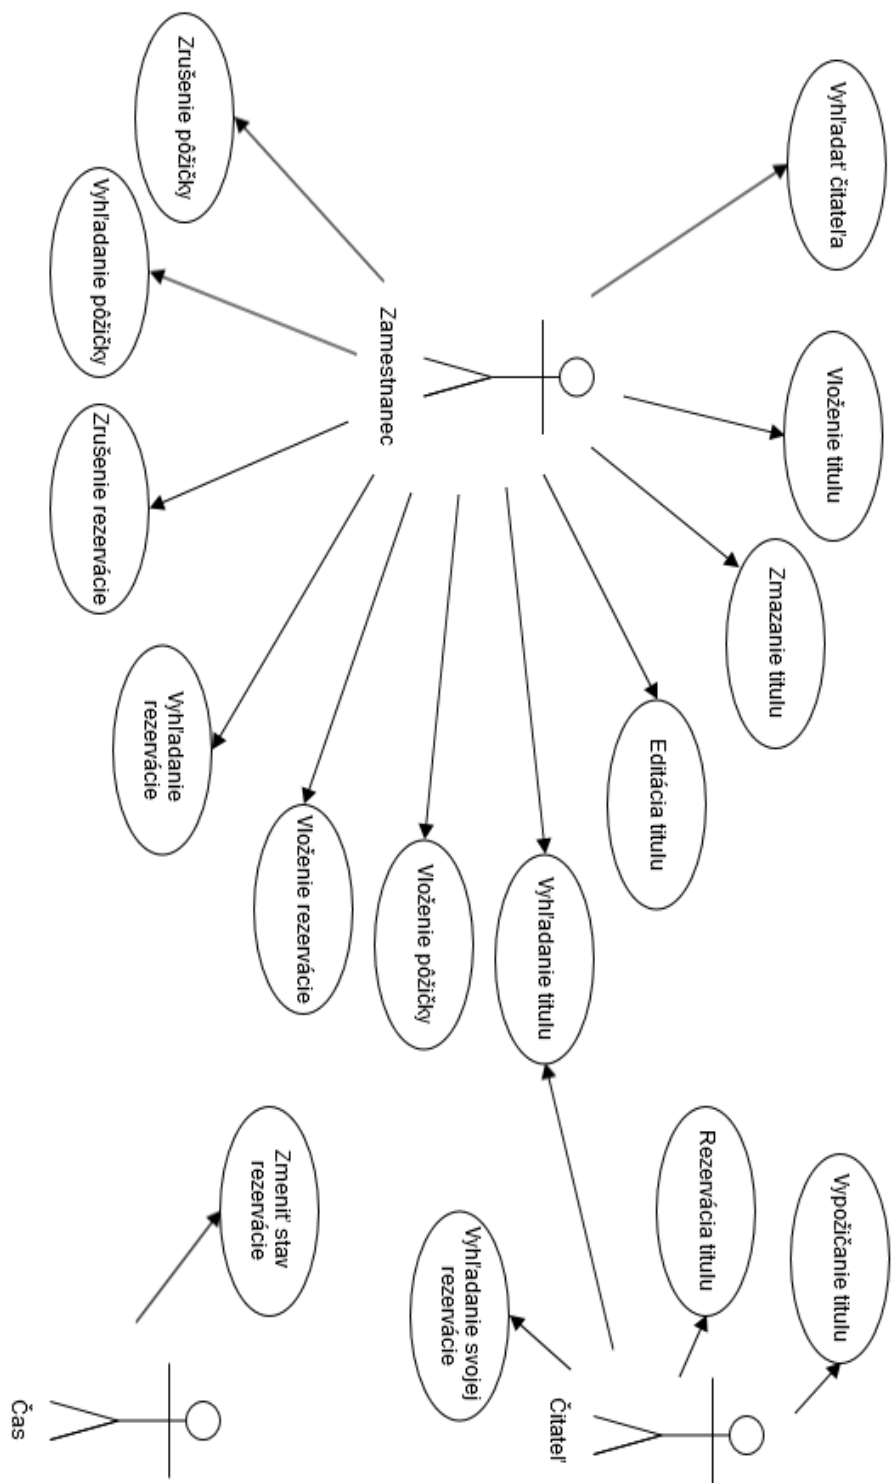 Vyhľadať čitateľa
Vloženie titulu
Zmazanie titulu
Editácia titulu
Vyhľadanie titulu
Vloženie pôžičky
Vloženie rezervácie
Vyhľadanie
rezervácie
Zrušenie rezervácie
Vyhľadanie pôžičky
Zrušenie pôžičky
Zamestnanec
Vypožičanie titulu
Rezervácia titulu
Vyhľadanie svojej
rezervácie
Čitateľ
Zmeniť stav
rezervácie
Čas